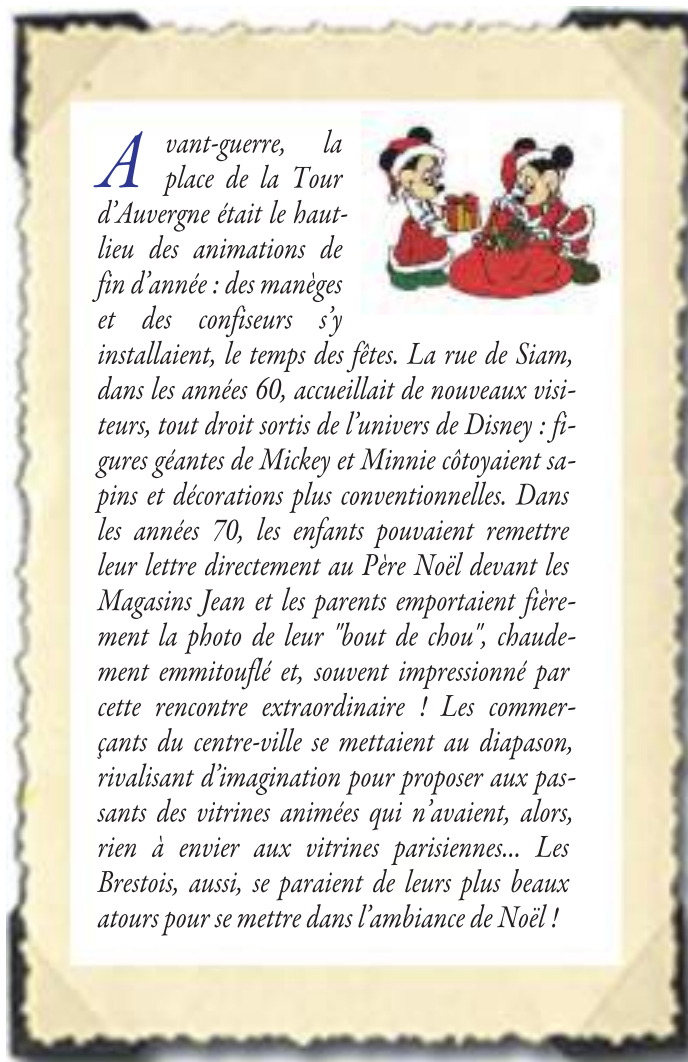 Avant-guerre, la
place de la Tour
d'Auvergne était le haut-
lieu des animations de
fin d'année : des manèges
et des confiseurs s'y
installaient, le temps des fêtes. La rue de Siam,
dans les années 60, accueillait de nouveaux visi-
teurs, tout droit sortis de l'univers de Disney : fi-
gures géantes de Mickey et Minnie côtoyaient sa-
pins et décorations plus conventionnelles. Dans
les années 70, les enfants pouvaient remettre
leur lettre directement au Père Noël devant les
Magasins Jean et les parents emportaient fière-
ment la photo de leur "bout de chou", chaude-
ment emmitouflé et, souvent impressionné par
cette rencontre extraordinaire ! Les commer-
çants du centre-ville se mettaient au diapason,
rivalisant d'imagination pour proposer aux pas-
sants des vitrines animées qui n'avaient, alors,
rien à envier aux vitrines parisiennes... Les
Brestois, aussi, se paraient de leurs plus beaux
atours pour se mettre dans l'ambiance de Noël !